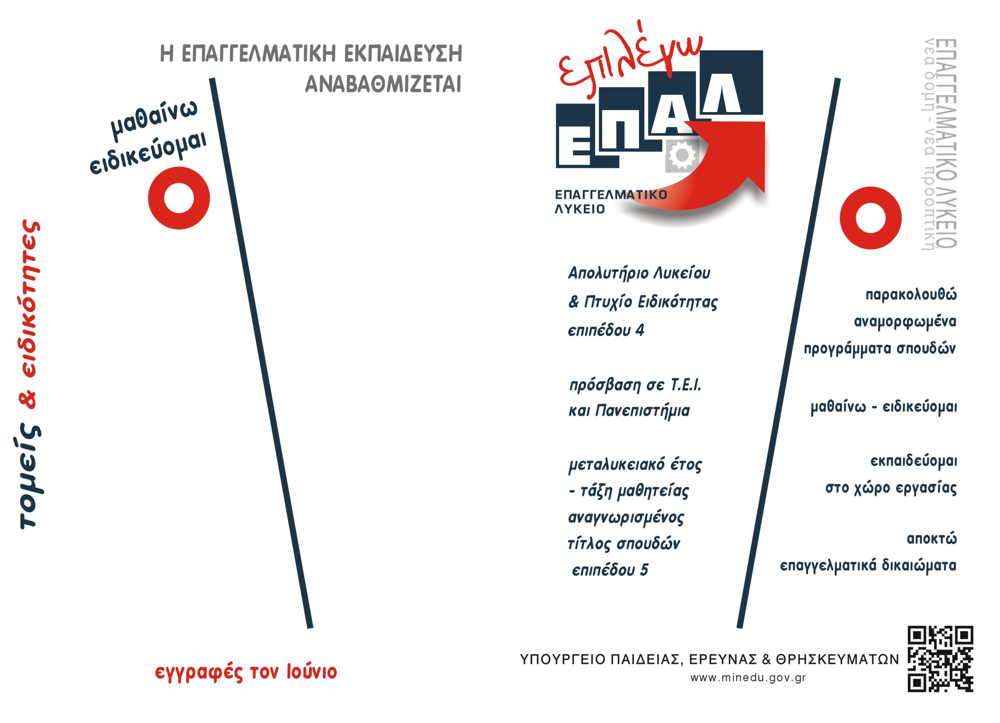 Η ΕΠΑΓΓΕΛΜΑΤΙΚΗ ΕΚΠΑΙΔΕΥΣΗ
ΑΝΑΒΑΘΜΙΖΕΤΑΙ
μαθαίνω
ειδικεύομαι
τομείς & ειδικότητες
εγγραφές τον Ιούνιο
επιλέγω
ΕΠΑΛ
ΕΠΑΓΓΕΛΜΑΤΙΚΟ
ΛΥΚΕΙΟ
ΕΠΑΓΓΕΛΜΑΤΙΚΟ ΛΥΚΕΙΟ
νέα δομή - νέα προοπτική
Απολυτήριο Λυκείου
& Πτυχίο Ειδικότητας
επιπέδου 4
πρόσβαση σε Τ.Ε.Ι.
και Πανεπιστήμια
μεταλυκειακό έτος
- τάξη μαθητείας
αναγνωρισμένος
τίτλος σπουδών
επιπέδου 5
παρακολουθώ
αναμορφωμένα
προγράμματα σπουδών
μαθαίνω - ειδικεύομαι
εκπαιδεύομαι
στο χώρο εργασίας
αποκτώ
επαγγελματικά δικαιώματα
ΥΠΟΥΡΓΕΙΟ ΠΑΙΔΕΙΑΣ, ΕΡΕΥΝΑΣ & ΘΡΗΣΚΕΥΜΑΤΩΝ
www.minedu.gov.gr